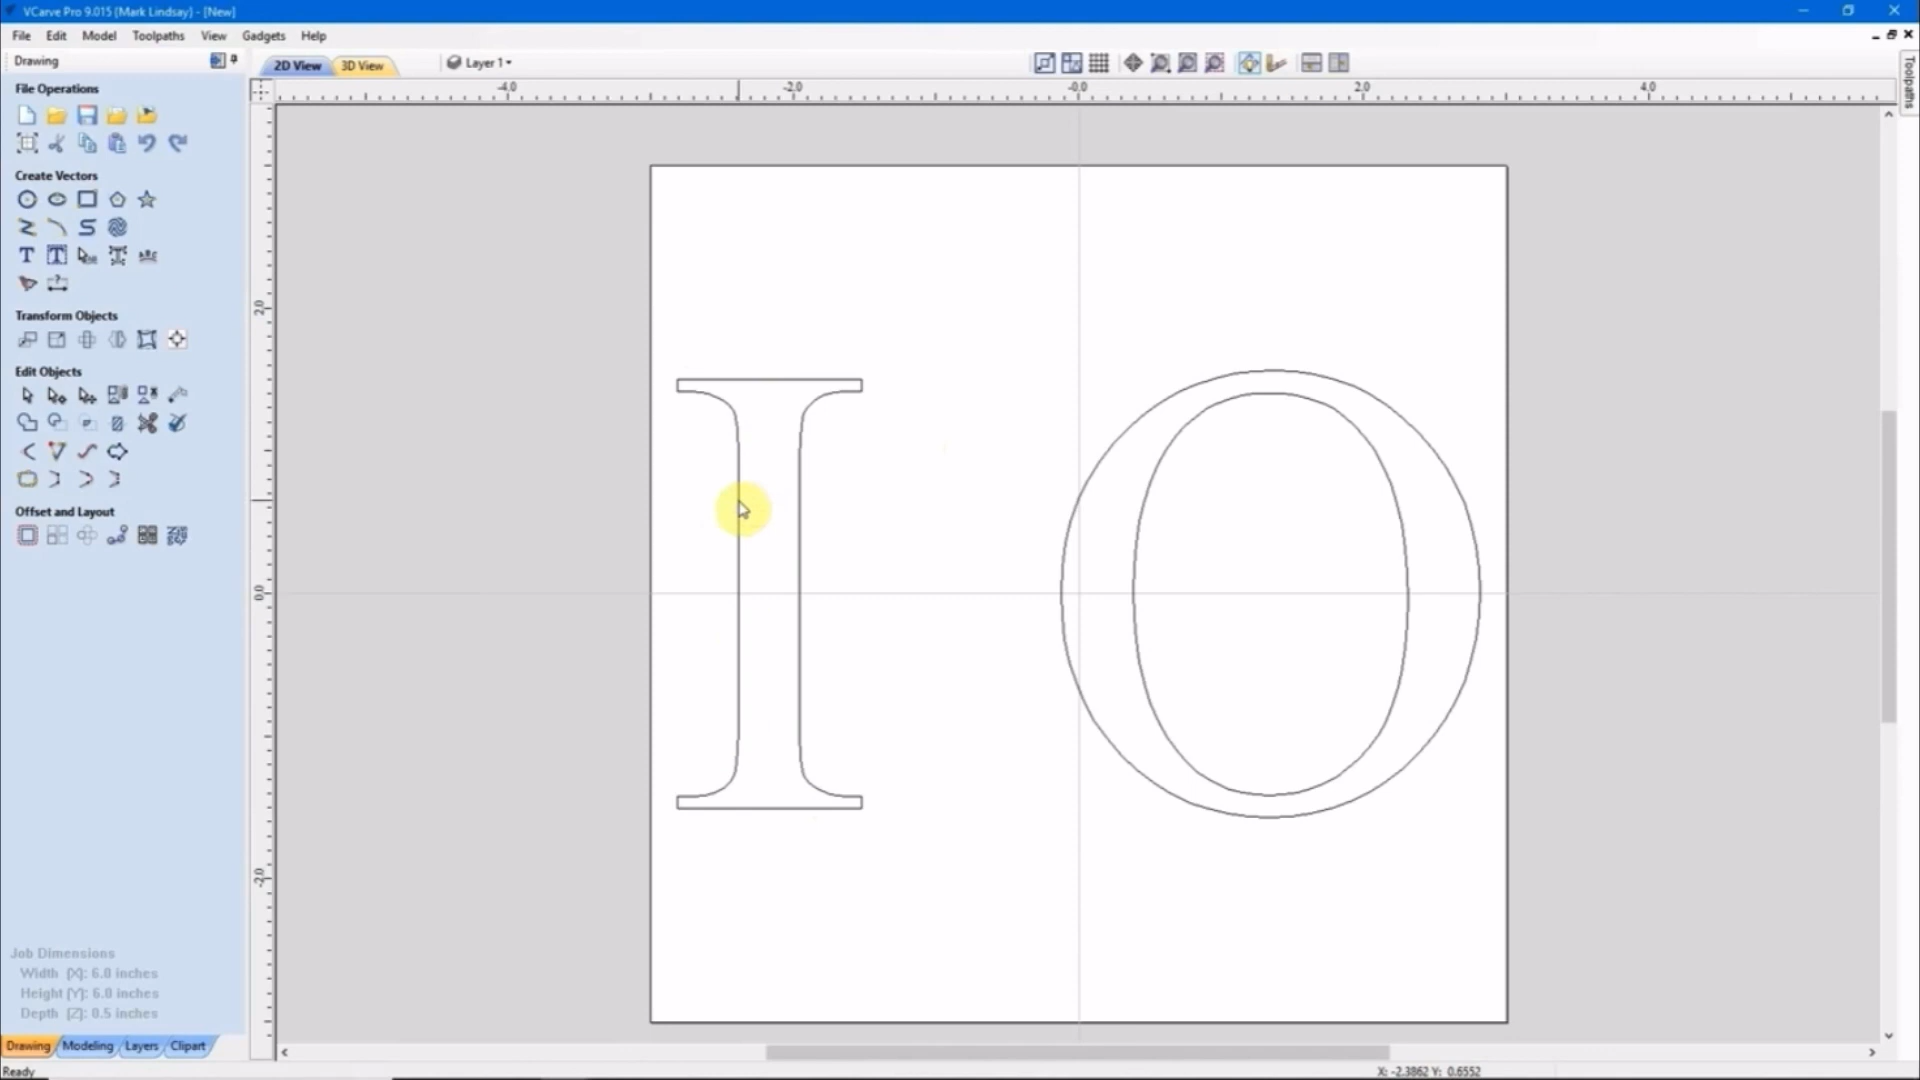 VCarve Pro 9.015 {Mark Lindsay} - [New]
File Edit Model Toolpaths View Gadgets Help
Drawing
2D View 3D View Layer 1
Toolpaths
File Operations
-4.0 -2.0 -0.0 2.0 4.0
Create Vectors
Transform Objects
2.0
Edit Objects
I O
Offset and Layout
0.0
-2.0
Job Dimensions
Width [X]: 6.0 inches
Height [Y]: 6.0 inches
Depth [Z]: 0.5 inches
Drawing Modeling Layers Clipart
Ready
X: -2.3862 Y: 0.6552